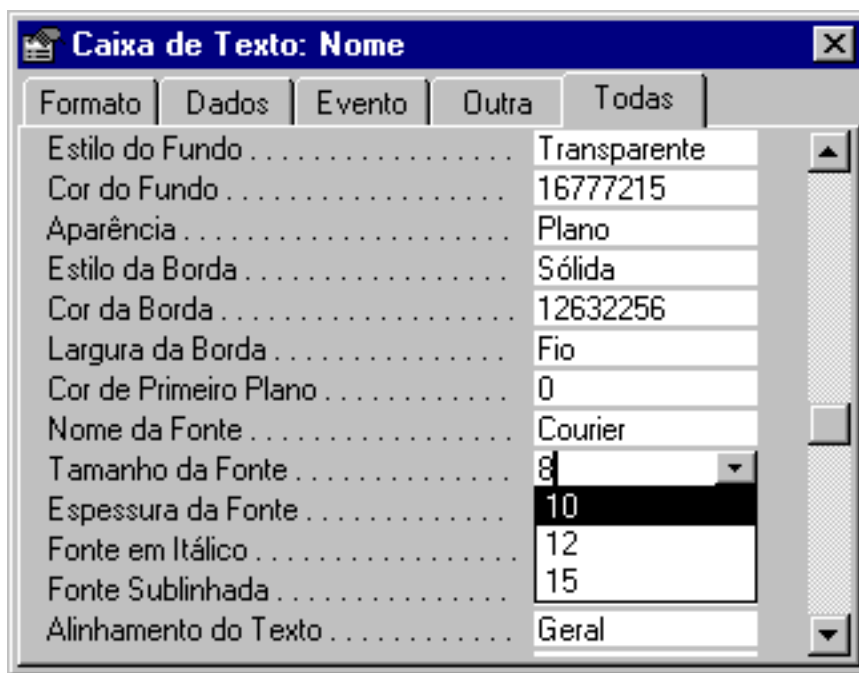 Caixa de Texto: Nome
Formato Dados Evento Outra Todas
Estilo do Fundo . . . . . . . . . . . . . . . . . . Transparente
Cor do Fundo . . . . . . . . . . . . . . . . . . . 16777215
Aparência . . . . . . . . . . . . . . . . . . . . . . Plano
Estilo da Borda . . . . . . . . . . . . . . . . . . Sólida
Cor da Borda . . . . . . . . . . . . . . . . . . . 12632256
Largura da Borda . . . . . . . . . . . . . . . . Fio
Cor de Primeiro Plano . . . . . . . . . . . . . 0
Nome da Fonte . . . . . . . . . . . . . . . . . . Courier
Tamanho da Fonte . . . . . . . . . . . . . . . 8
Espessura da Fonte . . . . . . . . . . . . . . 10
Fonte em Itálico . . . . . . . . . . . . . . . . . . 12
Fonte Sublinhada . . . . . . . . . . . . . . . . 15
Alinhamento do Texto . . . . . . . . . . . . . Geral